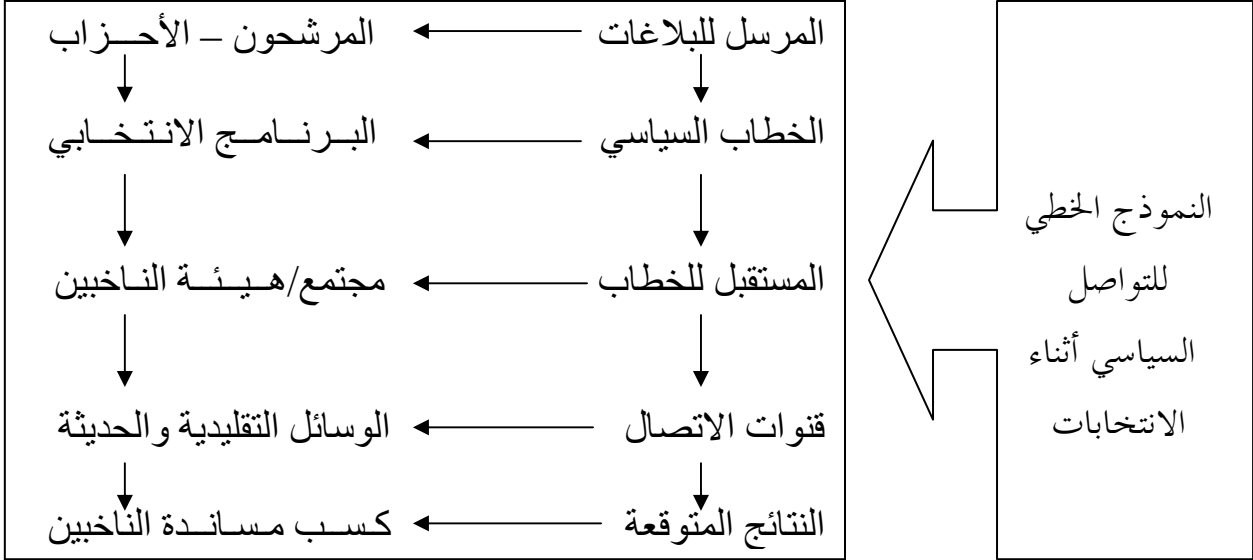 النموذج الخطي
للتواصل
السياسي أثناء
الانتخابات
المرسل للبلاغات المرشحون – الأحزاب
الخطاب السياسي البرنامج الانتخابي
المستقبل للخطاب مجتمع/هيئة الناخبين
قنوات الاتصال الوسائل التقليدية والحديثة
النتائج المتوقعة كسب مساندة الناخبين